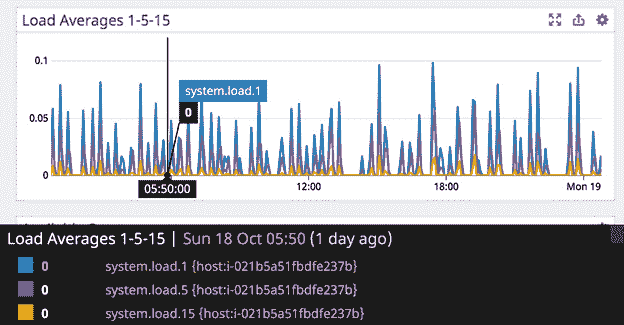 Load Averages 1-5-15
0.1
system.load.1
0
0.05
0
05:50:00
12:00
18:00
Mon 19
Load Averages 1-5-15 | Sun 18 Oct 05:50 (1 day ago)
0 system.load.1 {host:i-021b5a51fbdfe237b}
0 system.load.5 {host:i-021b5a51fbdfe237b}
0 system.load.15 {host:i-021b5a51fbdfe237b}